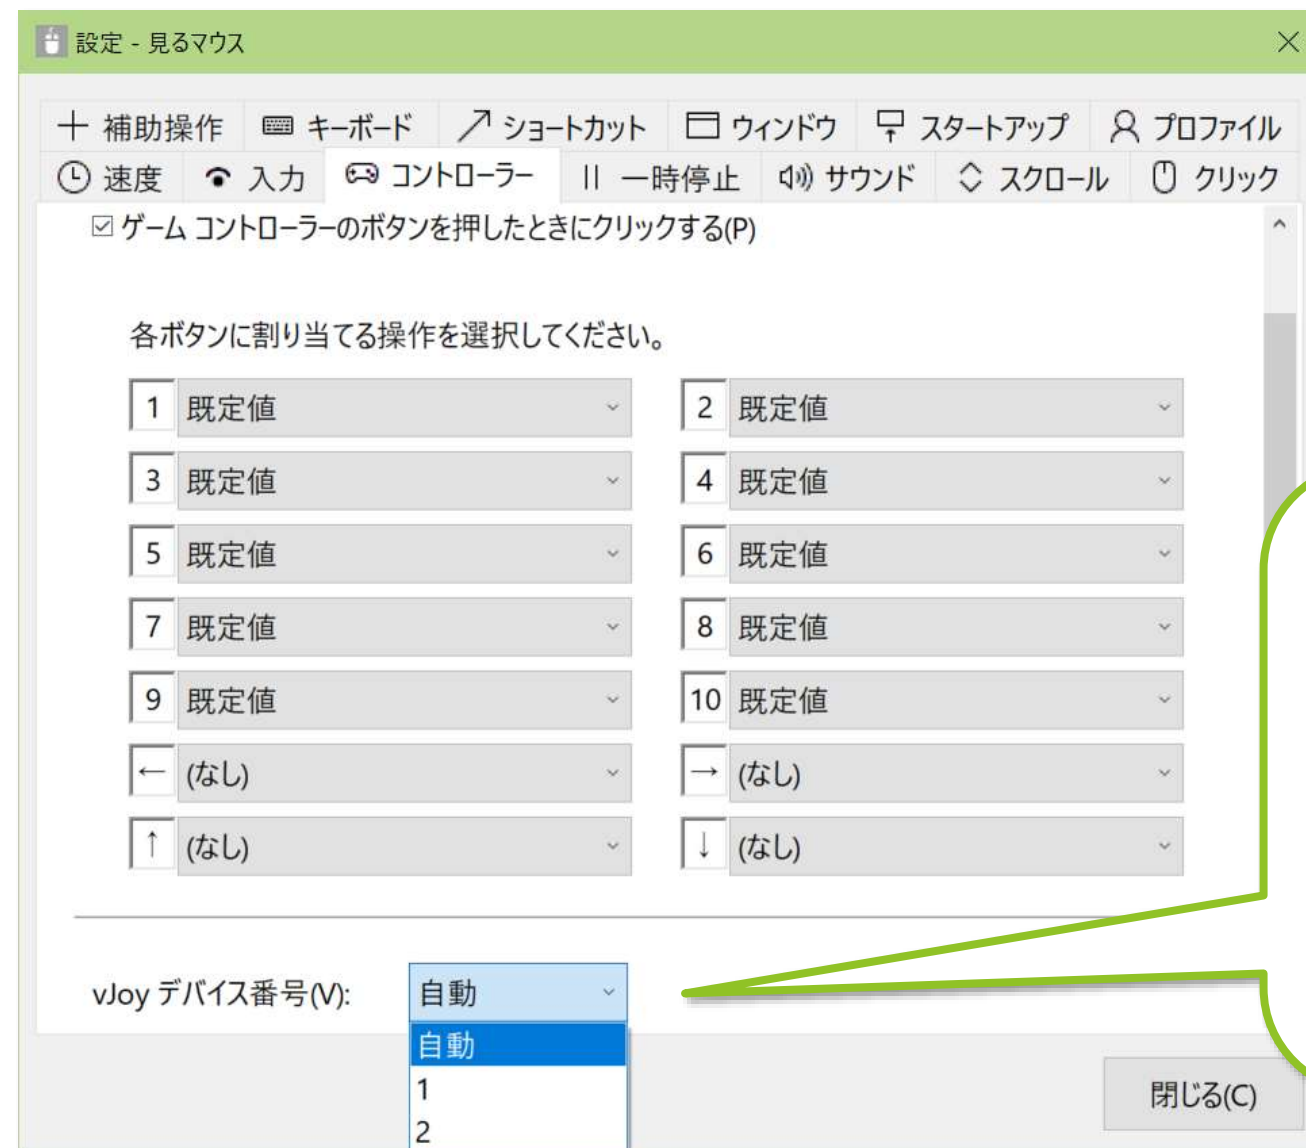 設定 - 見るマウス
補助操作 キーボード ショートカット ウィンドウ スタートアップ プロファイル
速度 入力 コントローラー 一時停止 サウンド スクロール クリック
ゲーム コントローラーのボタンを押したときにクリックする(P)
各ボタンに割り当てる操作を選択してください。
1 既定値 2 既定値
3 既定値 4 既定値
5 既定値 6 既定値
7 既定値 8 既定値
9 既定値 10 既定値
← (なし) → (なし)
↑ (なし) ↓ (なし)
vJoy デバイス番号(V): 自動
自動
1
2
閉じる(C)